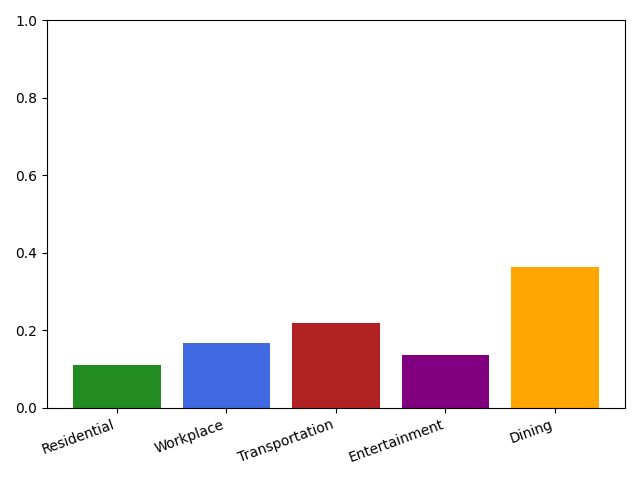 1.0
0.8
0.6
0.4
0.2
0.0
Residential
Workplace
Transportation
Entertainment
Dining